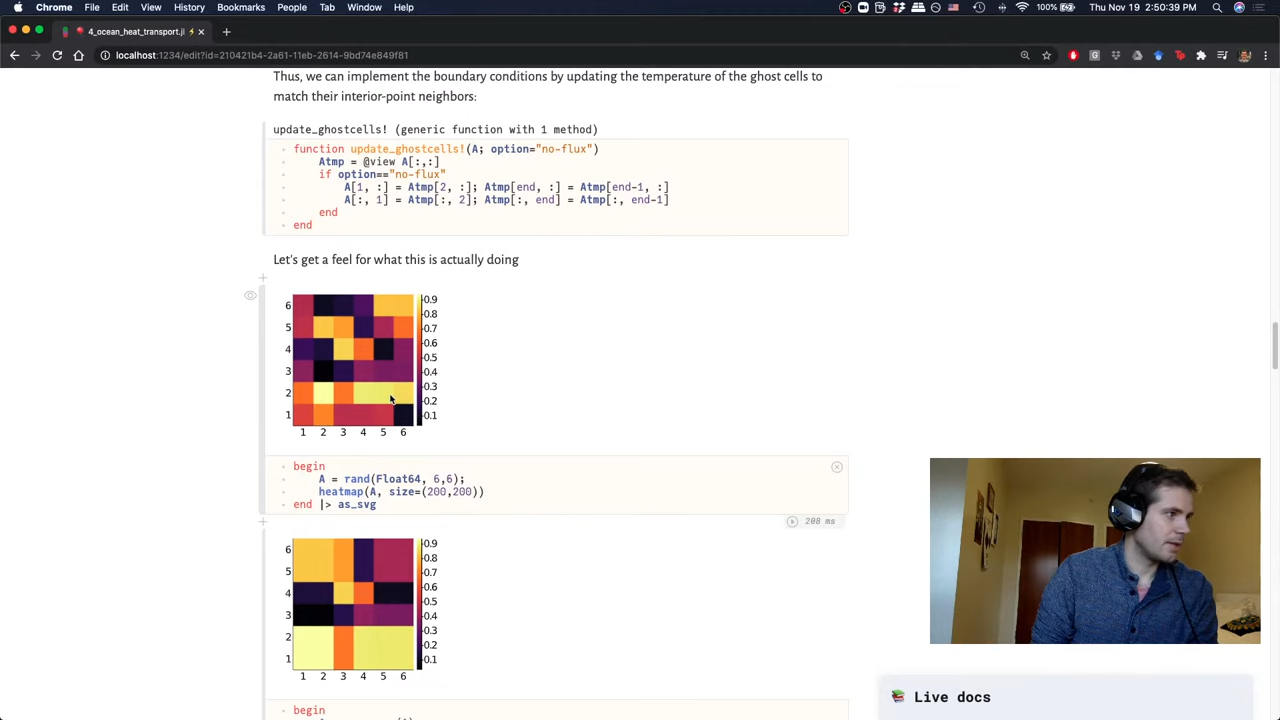 Chrome File Edit View History Bookmarks People Tab Window Help 100% Thu Nov 19 2:50:39 PM
4_ocean_heat_transport.jl
localhost:1234/edit?id=210421b4-2a61-11eb-2614-9bd74e849f81
Thus, we can implement the boundary conditions by updating the temperature of the ghost cells to
match their interior-point neighbors:
update_ghostcells! (generic function with 1 method)
function update_ghostcells!(A; option="no-flux")
Atmp = @view A[:,:]
if option=="no-flux"
A[1, :] = Atmp[2, :]; Atmp[end, :] = Atmp[end-1, :]
A[:, 1] = Atmp[:, 2]; Atmp[:, end] = Atmp[:, end-1]
end
end
Let's get a feel for what this is actually doing
6
5
4
3
2
1
1 2 3 4 5 6
0.9
0.8
0.7
0.6
0.5
0.4
0.3
0.2
0.1
begin
A = rand(Float64, 6,6);
heatmap(A, size=(200,200))
end |> as_svg
208 ms
6
5
4
3
2
1
1 2 3 4 5 6
0.9
0.8
0.7
0.6
0.5
0.4
0.3
0.2
0.1
begin
Live docs